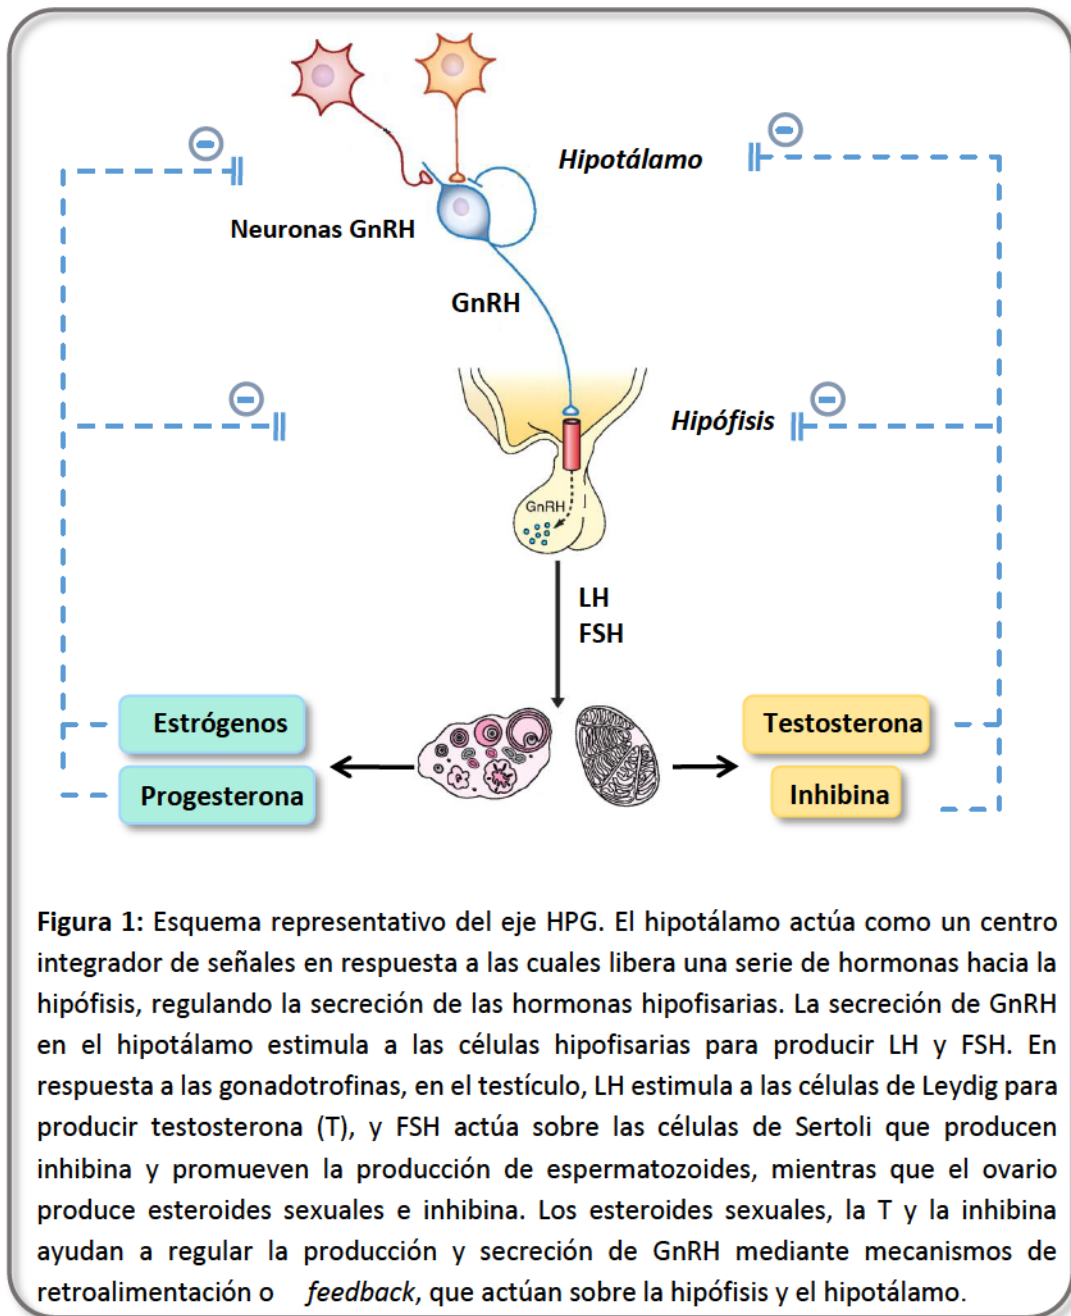 Hipotálamo
Neuronas GnRH
GnRH
Hipófisis
GnRH
LH
FSH
Estrógenos
Progesterona
Testosterona
Inhibina
Figura 1: Esquema representativo del eje HPG. El hipotálamo actúa como un centro
integrador de señales en respuesta a las cuales libera una serie de hormonas hacia la
hipófisis, regulando la secreción de las hormonas hipofisarias. La secreción de GnRH
en el hipotálamo estimula a las células hipofisarias para producir LH y FSH. En
respuesta a las gonadotrofinas, en el testículo, LH estimula a las células de Leydig para
producir testosterona (T), y FSH actúa sobre las células de Sertoli que producen
inhibina y promueven la producción de espermatozoides, mientras que el ovario
produce esteroides sexuales e inhibina. Los esteroides sexuales, la T y la inhibina
ayudan a regular la producción y secreción de GnRH mediante mecanismos de
retroalimentación o feedback, que actúan sobre la hipófisis y el hipotálamo.